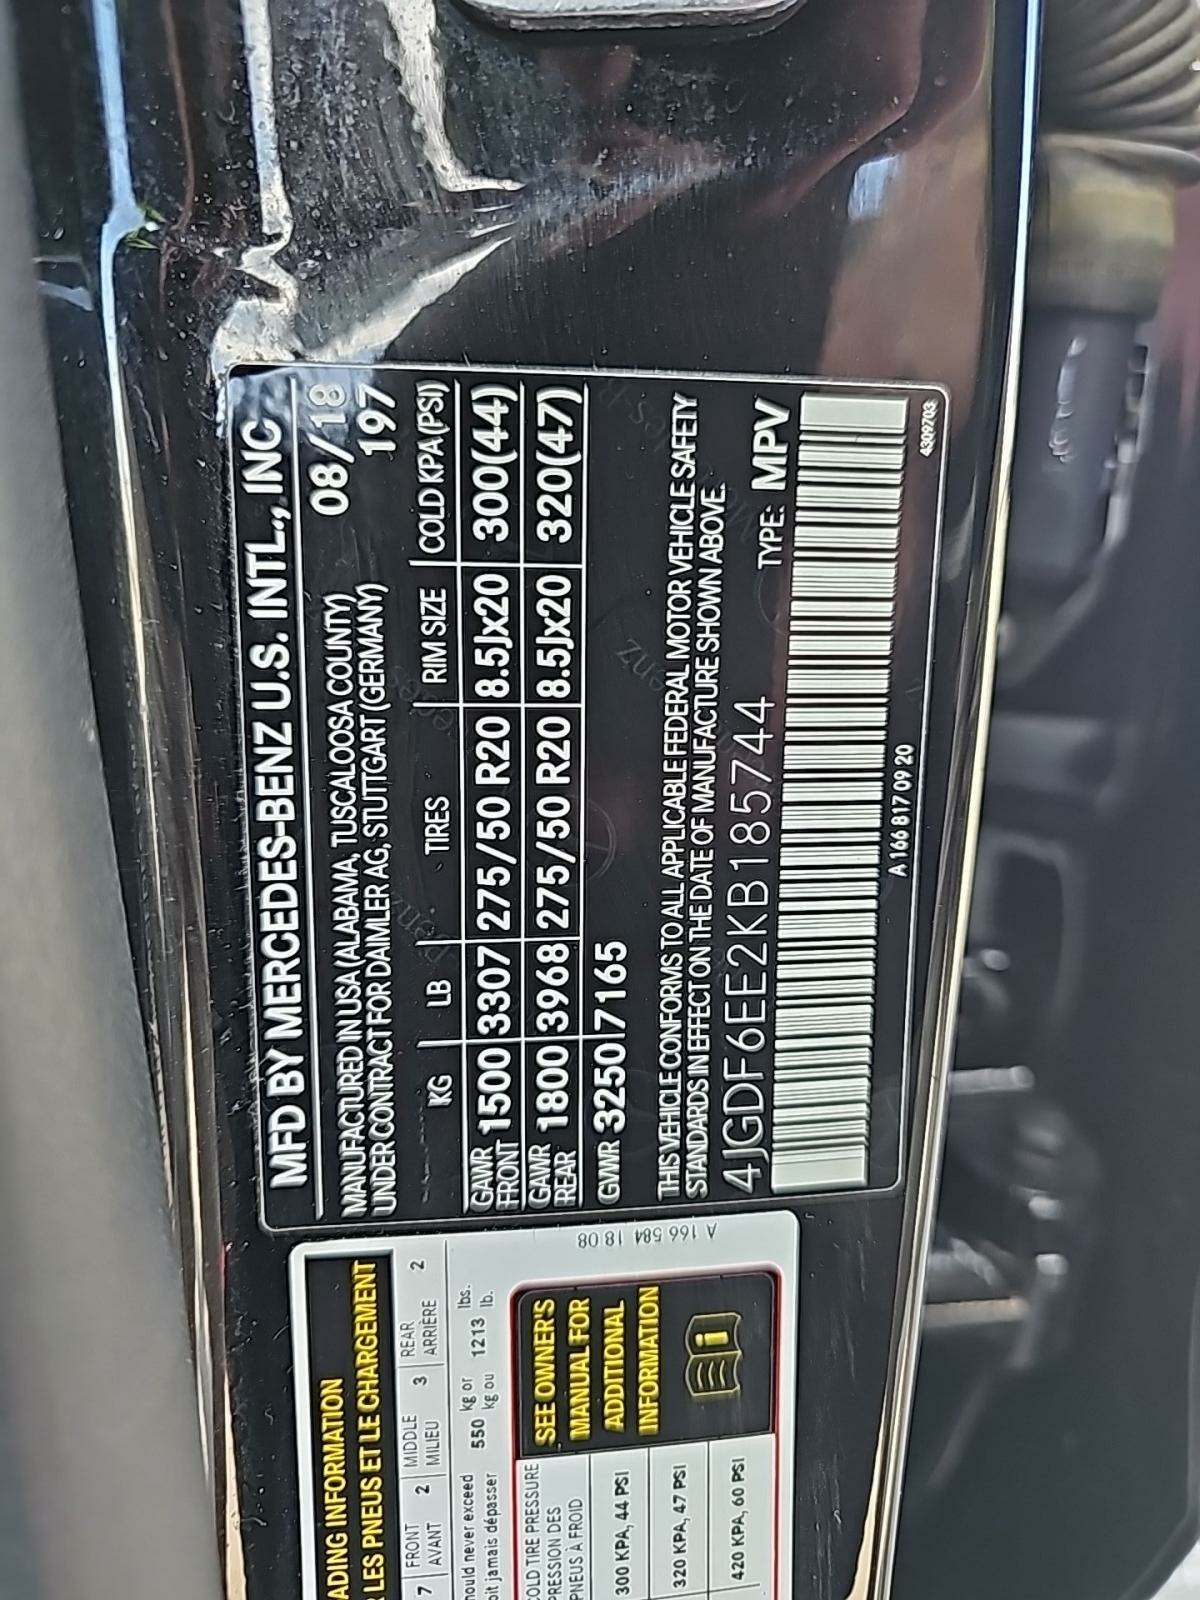 MFD BY MERCEDES-BENZ U.S. INTL., INC
MANUFACTURED IN USA (ALABAMA, TUSCALOOSA COUNTY) 08/18
UNDER CONTRACT FOR DAIMLER AG, STUTTGART (GERMANY) 197
KG LB TIRES RIM SIZE COLD KPA (PSI)
GAWR FRONT 1500 3307 275/50 R20 8.5Jx20 300(44)
GAWR REAR 1800 3968 275/50 R20 8.5Jx20 320(47)
GVWR 3250 7165
THIS VEHICLE CONFORMS TO ALL APPLICABLE FEDERAL MOTOR VEHICLE SAFETY
STANDARDS IN EFFECT ON THE DATE OF MANUFACTURE SHOWN ABOVE.
4JGDF6EE2KB185744 TYPE: MPV
A 166 817 09 20
4309703
ADING INFORMATION
LES PNEUS ET LE CHARGEMENT
7 FRONT 2 MIDDLE 3 REAR 2
AVANT MILIEU ARRIÈRE
never exceed 550 kg or 1213 lbs.
jamais dépasser kg ou lb.
COLD TIRE PRESSURE
PRESSION DES
PNEUS À FROID
300 KPA, 44 PSI
320 KPA, 47 PSI
420 KPA, 60 PSI
SEE OWNER'S
MANUAL FOR
ADDITIONAL
INFORMATION
i
A 166 584 18 08